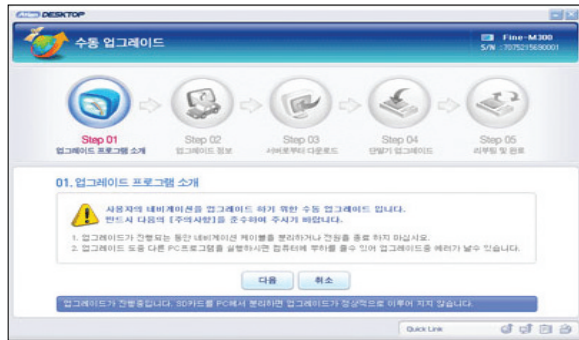 Atlan DESKTOP
수동 업그레이드
Fine-M300
S/N : 7075215680001
Step 01
업그레이드 프로그램 소개
Step 02
업그레이드 정보
Step 03
서버로부터 다운로드
Step 04
단말기 업그레이드
Step 05
리부팅 및 완료
01. 업그레이드 프로그램 소개
사용자의 네비게이션을 업그레이드 하기 위한 수동 업그레이드 입니다.
반드시 다음의 [주의사항]을 준수하여 주시기 바랍니다.
1. 업그레이드가 진행되는 동안 네비게이션 케이블을 분리하거나 전원을 종료 하지 마십시요.
2. 업그레이드 도중 다른 PC프로그램을 실행하시면 컴퓨터에 부하를 줄수 있어 업그레이드중 에러가 날수 있습니다.
다음 취소
업그레이드가 진행중입니다. SD카드를 PC에서 분리하면 업그레이드가 정상적으로 이루어 지지 않습니다.
Quick Link